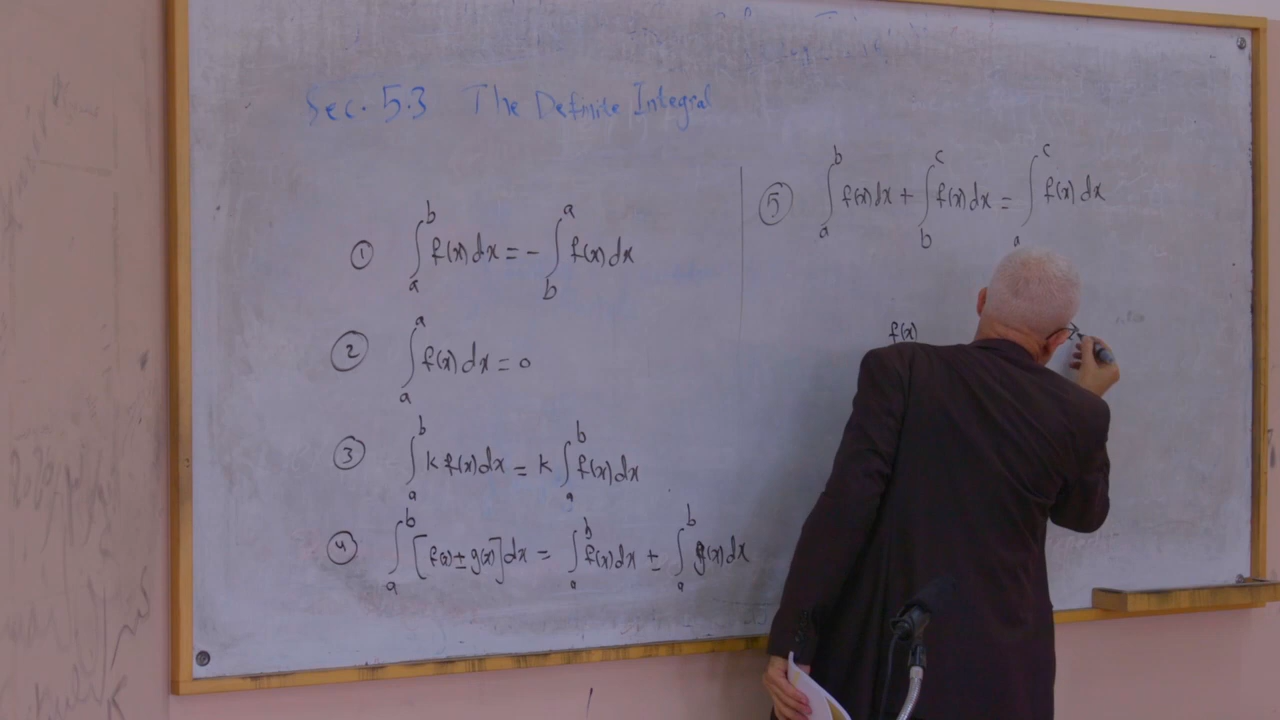 Sec. 5.3 The Definite Integral
① ∫_a^b f(x) dx = - ∫_b^a f(x) dx
② ∫_a^a f(x) dx = 0
③ ∫_a^b k f(x) dx = k ∫_a^b f(x) dx
④ ∫_a^b [f(x) ± g(x)] dx = ∫_a^b f(x) dx ± ∫_a^b g(x) dx
⑤ ∫_a^b f(x) dx + ∫_b^c f(x) dx = ∫_a^c f(x) dx
f(x)